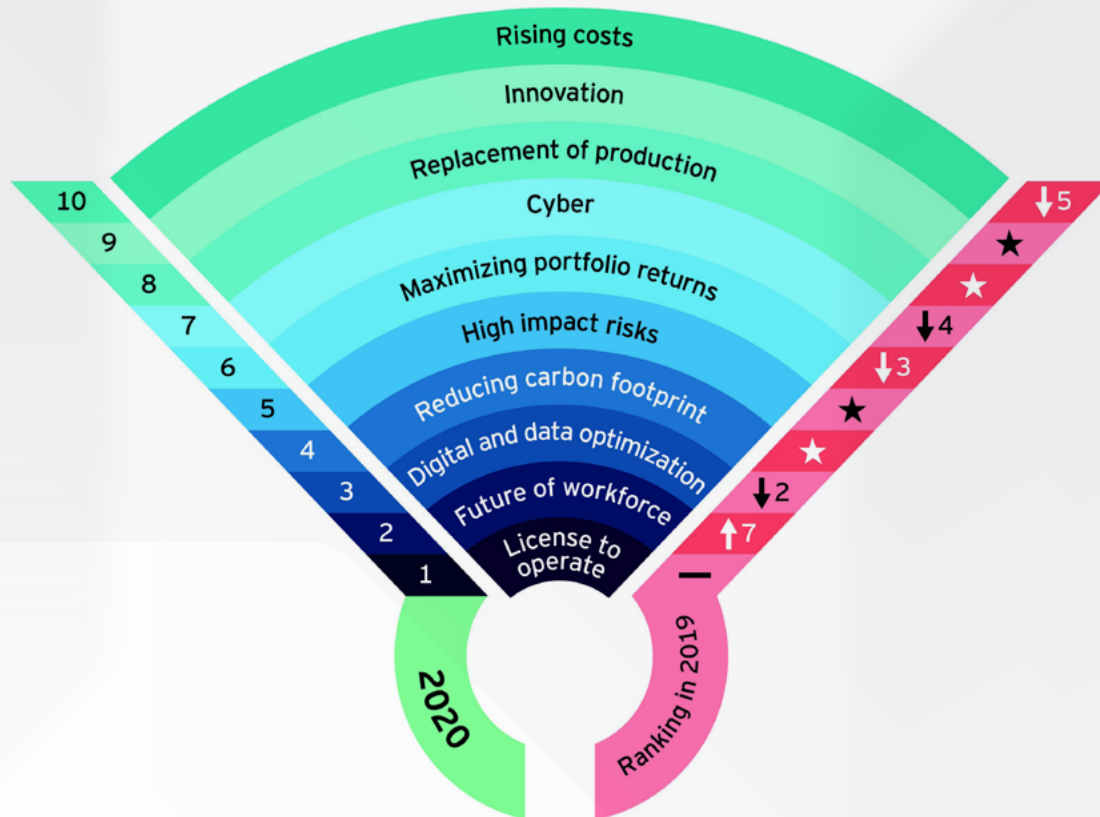 Rising costs
Innovation
Replacement of production
Cyber
Maximizing portfolio returns
High impact risks
Reducing carbon footprint
Digital and data optimization
Future of workforce
License to
operate
10
9
8
7
6
5
4
3
2
1
2020
↓5
★
★
↓4
↓3
★
★
↓2
↑7
—
Ranking in 2019